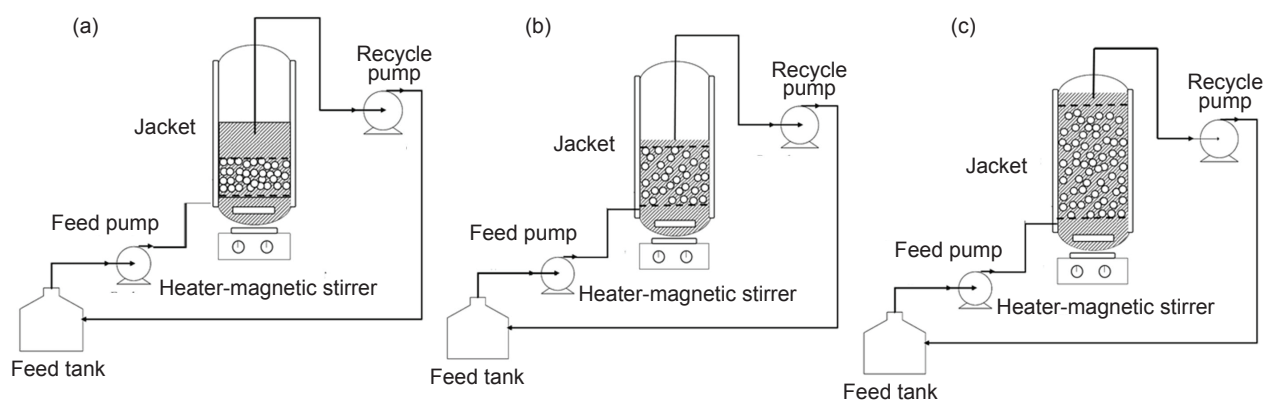 (a)
Recycle
pump
Jacket
Feed pump
Heater-magnetic stirrer
Feed tank
(b)
Recycle
pump
Jacket
Feed pump
Heater-magnetic stirrer
Feed tank
(c)
Recycle
pump
Jacket
Feed pump
Heater-magnetic stirrer
Feed tank